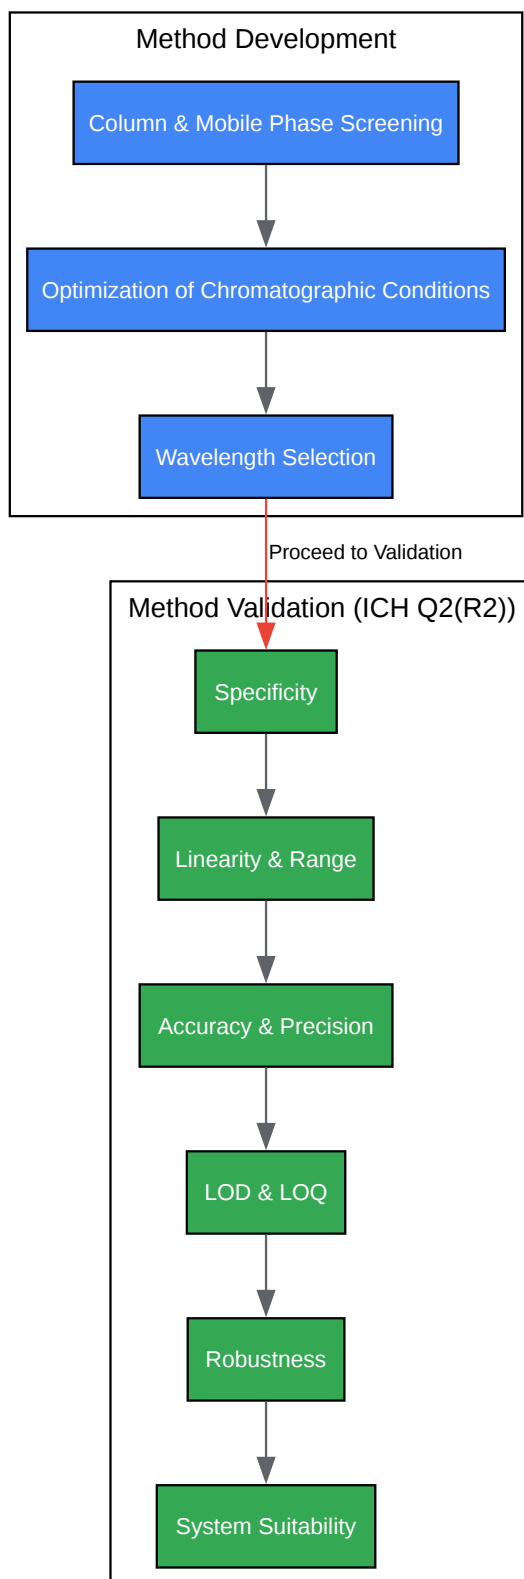 Method Development
Column & Mobile Phase Screening
Optimization of Chromatographic Conditions
Wavelength Selection
Proceed to Validation
Method Validation (ICH Q2(R2))
Specificity
Linearity & Range
Accuracy & Precision
LOD & LOQ
Robustness
System Suitability